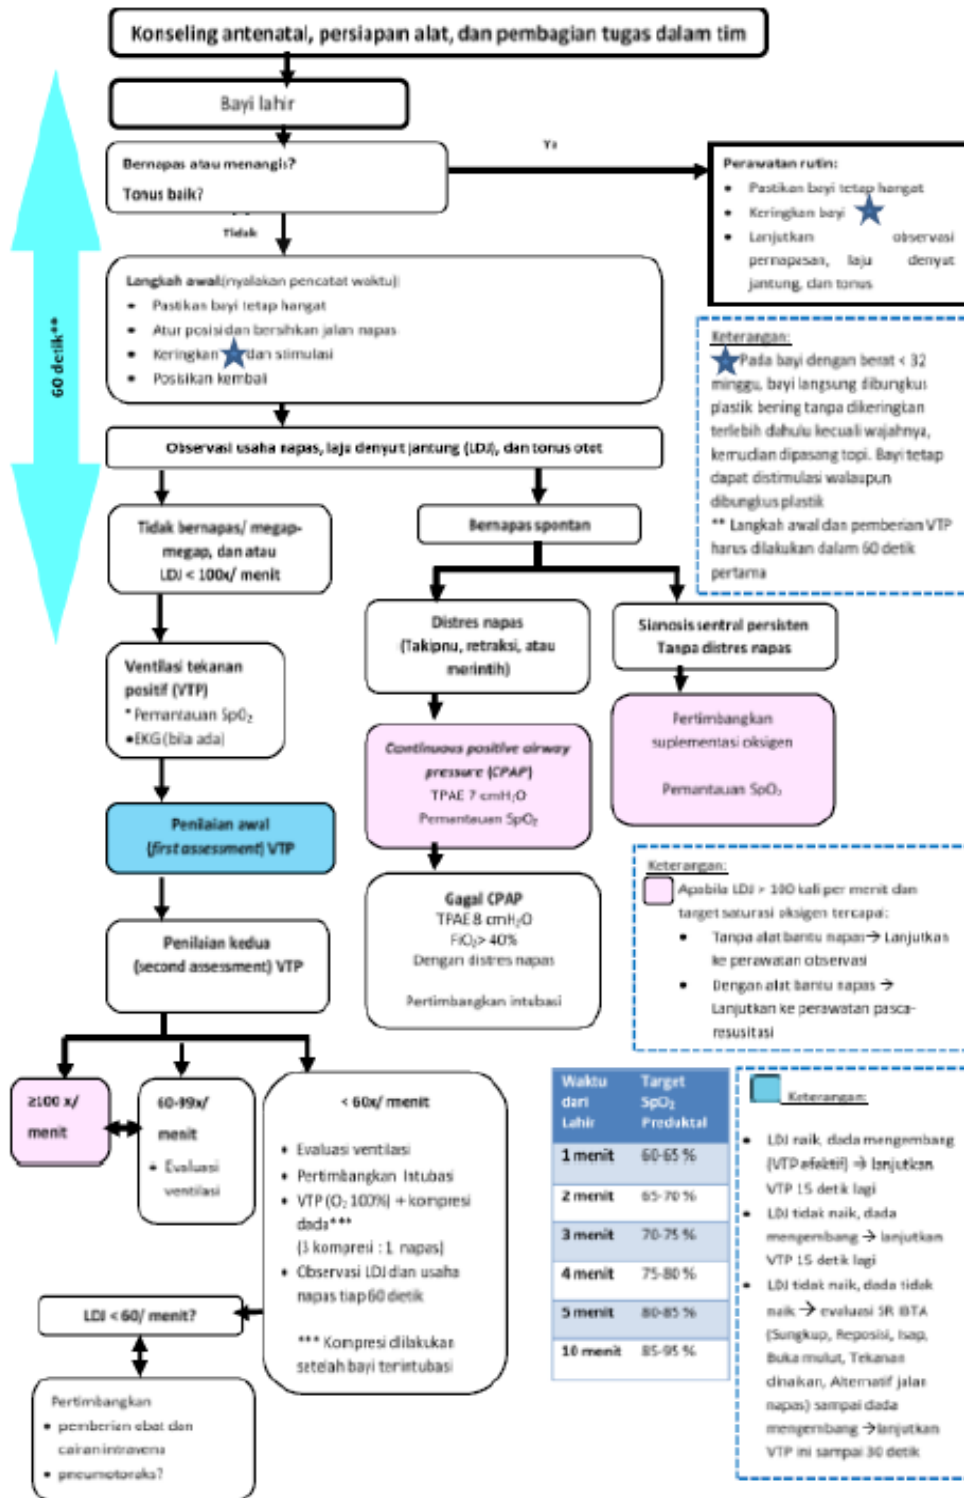 Konseling antenatal, persiapan alat, dan pembagian tugas dalam tim
Bayi lahir
Bernapas atau menangis?
Tonus baik?
Ya
Tidak
Perawatan rutin:
• Pastikan bayi tetap hangat
• Keringkan bayi
• Lanjutkan observasi
pernapasan, laju denyut
jantung, dan tonus
60 detik**
Langkah awal(nyalakan pencatat waktu)
• Pastikan bayi tetap hangat
• Atur posisi dan bersihkan jalan napas
• Keringkan dan stimulasi
• Posisikan kembali
Keterangan:
Pada bayi dengan berat < 32
minggu, bayi langsung dibungkus
plastik bening tanpa dikeringkan
terlebih dahulu kecuali wajahnya,
kemudian dipasang topi. Bayi tetap
dapat distimulasi walaupun
dibungkus plastik
** Langkah awal dan pemberian VTP
harus dilakukan dalam 60 detik
pertama
Observasi usaha napas, laju denyut jantung (LDJ), dan tonus otot
Tidak bernapas/ megap-
megap, dan atau
LDJ < 100x/ menit
Bernapas spontan
Distres napas
(Takipnu, retraksi, atau
merintih)
Sianosis sentral persisten
Tanpa distres napas
Ventilasi tekanan
positif (VTP)
* Pemantauan SpO2
•EKG (bila ada)
Continuous positive airway
pressure (CPAP)
TPAE 7 cmH2O
Pemantauan SpO2
Pertimbangkan
suplementasi oksigen
Pemantauan SpO2
Penilaian awal
(first assessment) VTP
Gagal CPAP
TPAE 8 cmH2O
FiO2> 40%
Dengan distres napas
Pertimbangkan intubasi
Keterangan:
Apabila LDJ > 100 kali per menit dan
target saturasi oksigen tercapai:
• Tanpa alat bantu napas → Lanjutkan
ke perawatan observasi
• Dengan alat bantu napas →
Lanjutkan ke perawatan pasca-
resusitasi
Penilaian kedua
(second assessment) VTP
≥100 x/
menit
60-99x/
menit
• Evaluasi
ventilasi
< 60x/ menit
• Evaluasi ventilasi
• Pertimbangkan Intubasi
• VTP (O2 100%) + kompresi
dada***
(3 kompresi : 1 napas)
• Observasi LDJ dan usaha
napas tiap 60 detik
*** Kompresi dilakukan
setelah bayi terintubasi
LDJ < 60/ menit?
Pertimbangkan
• pemberian obat dan
cairan intravena
• pneumotoraks?
Waktu dari Lahir Target SpO2 Preduktal
1 menit 60-65 %
2 menit 65-70 %
3 menit 70-75 %
4 menit 75-80 %
5 menit 80-85 %
10 menit 85-95 %
Keterangan:
• LDJ naik, dada mengembang
(VTP efektif) → lanjutkan
VTP 15 detik lagi
• LDJ tidak naik, dada
mengembang → lanjutkan
VTP 15 detik lagi
• LDJ tidak naik, dada tidak
naik → evaluasi SR IBTA
(Sungkup, Reposisi, Isap,
Buka mulut, Tekanan
dinaikan, Alternatif jalan
napas) sampai dada
mengembang →lanjutkan
VTP ini sampai 30 detik